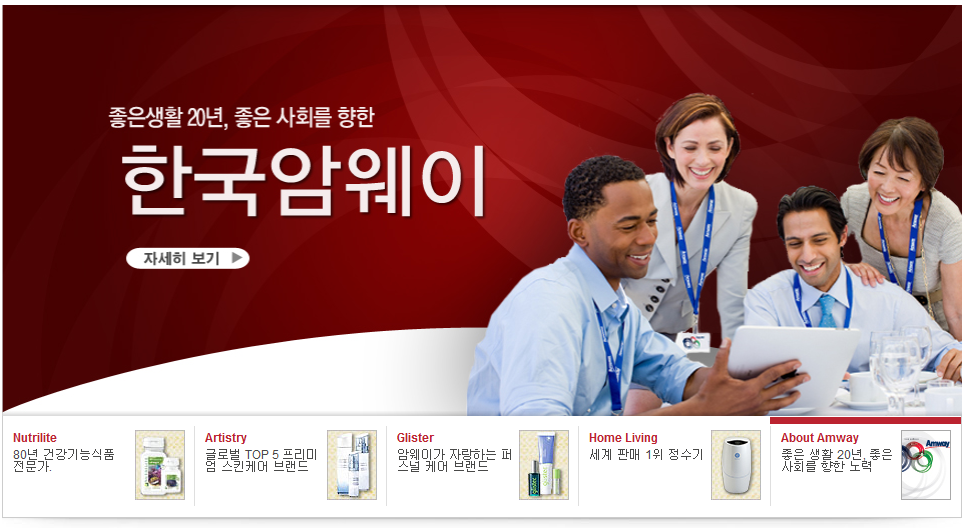 좋은생활 20년, 좋은 사회를 향한
한국암웨이
자세히 보기
Nutrilite
80년 건강기능식품
전문가.
Artistry
글로벌 TOP 5 프리미
엄 스킨케어 브랜드
Glister
암웨이가 자랑하는 퍼
스널 케어 브랜드
Home Living
세계 판매 1위 정수기
About Amway
좋은 생활 20년, 좋은
사회를 향한 노력
Amway